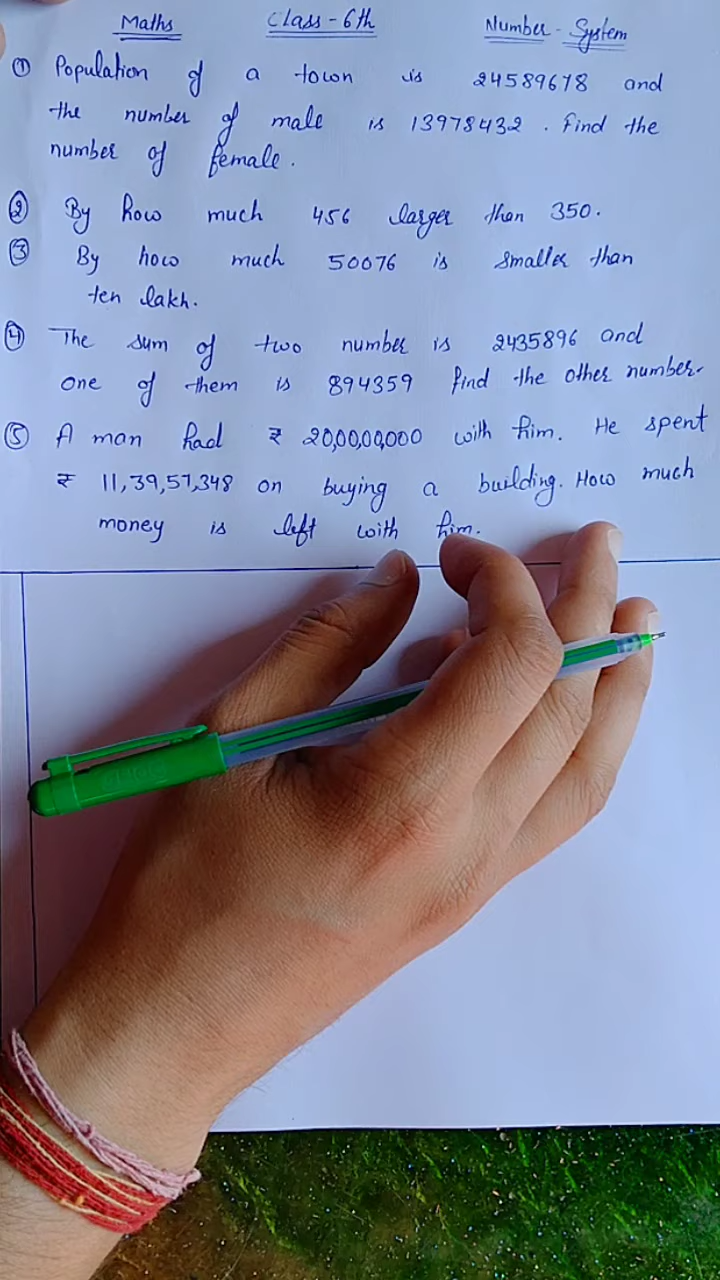 Maths Class-6th Number-System
① Population of a town is 24589678 and
the number of male is 13978432. Find the
number of female.
② By how much 456 larger than 350.
③ By how much 50076 is smaller than
ten lakh.
④ The sum of two number is 2435896 and
one of them is 894359 find the other number.
⑤ A man had ₹ 20,00,00,000 with him. He spent
₹ 11,39,57,348 on buying a building. How much
money is left with him.